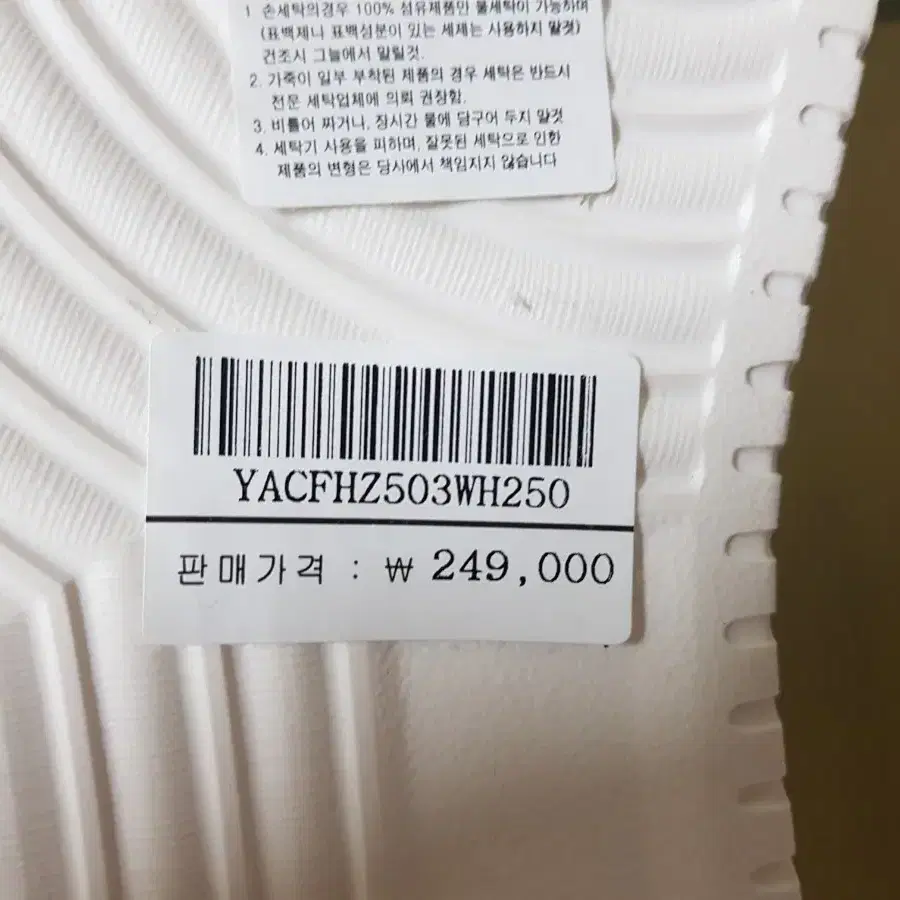 1 손세탁의경우 100% 섬유제품만 물세탁이 가능하며
(표백제나 표백성분이 있는 세제는 사용하지 말것)
건조시 그늘에서 말릴것.
2. 가죽이 일부 부착된 제품의 경우 세탁은 반드시
전문 세탁업체에 의뢰 권장함.
3. 비틀어 짜거나, 장시간 물에 담구어 두지 말것
4. 세탁기 사용을 피하며, 잘못된 세탁으로 인한
제품의 변형은 당사에서 책임지지 않습니다
YACFHZ503WH250
판매가격 : ₩ 249,000